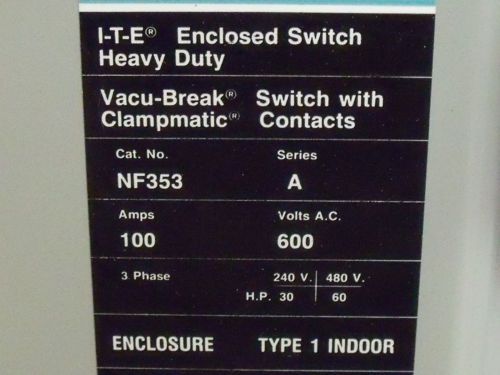 I-T-E® Enclosed Switch
Heavy Duty
Vacu-Break® Switch with
Clampmatic® Contacts
Cat. No. Series
NF353 A
Amps Volts A.C.
100 600
3 Phase 240 V. 480 V.
H.P. 30 60
ENCLOSURE TYPE 1 INDOOR